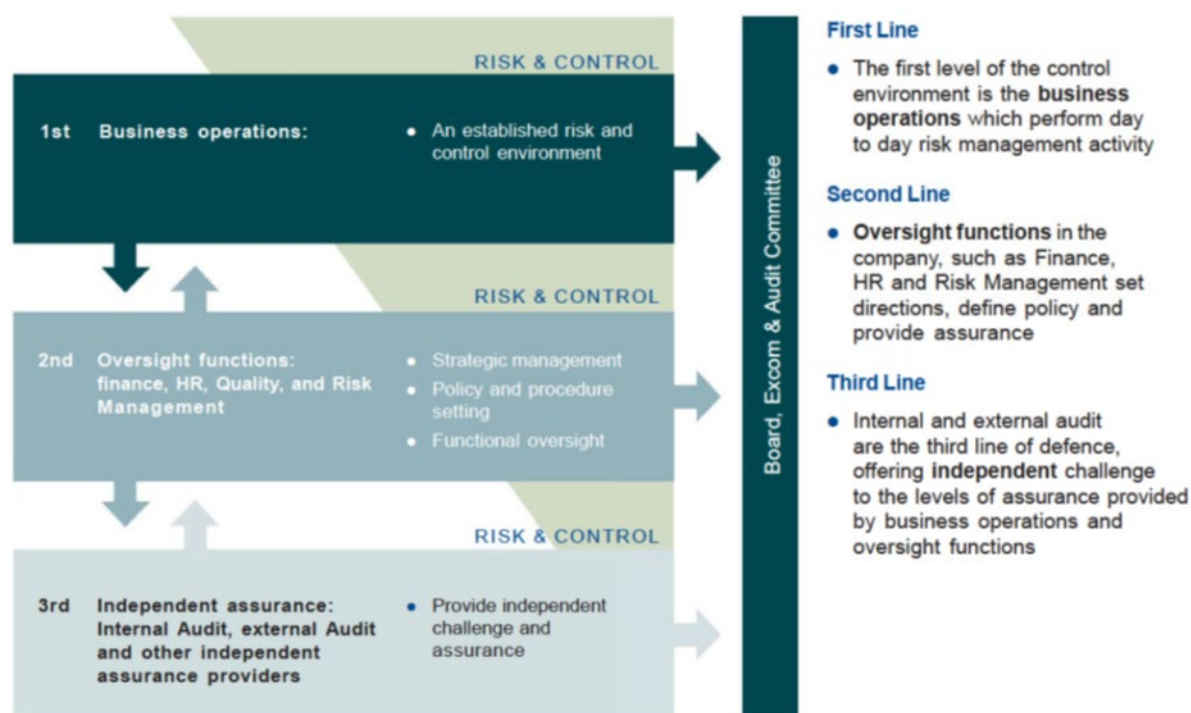 RISK & CONTROL
1st Business operations:
• An established risk and
control environment
RISK & CONTROL
2nd Oversight functions:
finance, HR, Quality, and Risk
Management
• Strategic management
• Policy and procedure
setting
• Functional oversight
RISK & CONTROL
3rd Independent assurance:
Internal Audit, external Audit
and other independent
assurance providers
• Provide independent
challenge and
assurance
Board, Excom & Audit Committee
First Line
• The first level of the control
environment is the business
operations which perform day
to day risk management activity
Second Line
• Oversight functions in the
company, such as Finance,
HR and Risk Management set
directions, define policy and
provide assurance
Third Line
• Internal and external audit
are the third line of defence,
offering independent challenge
to the levels of assurance provided
by business operations and
oversight functions